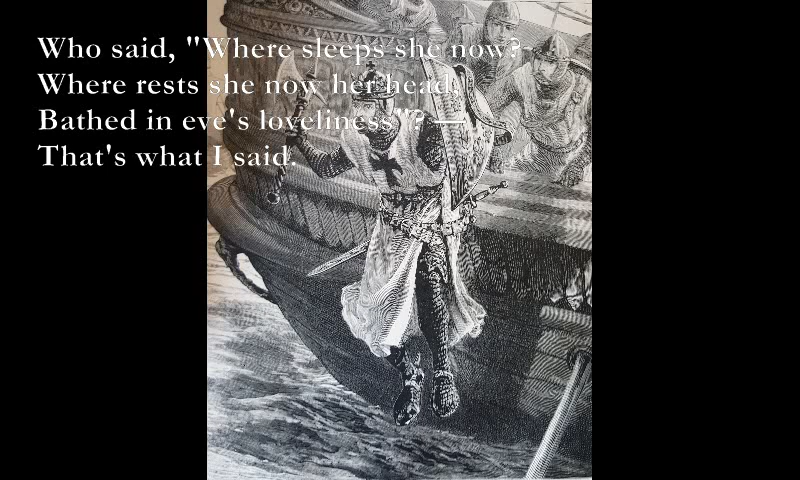 Who said, "Where sleeps she now?
Where rests she now her head,
Bathed in eve's loveliness"? —
That's what I said.